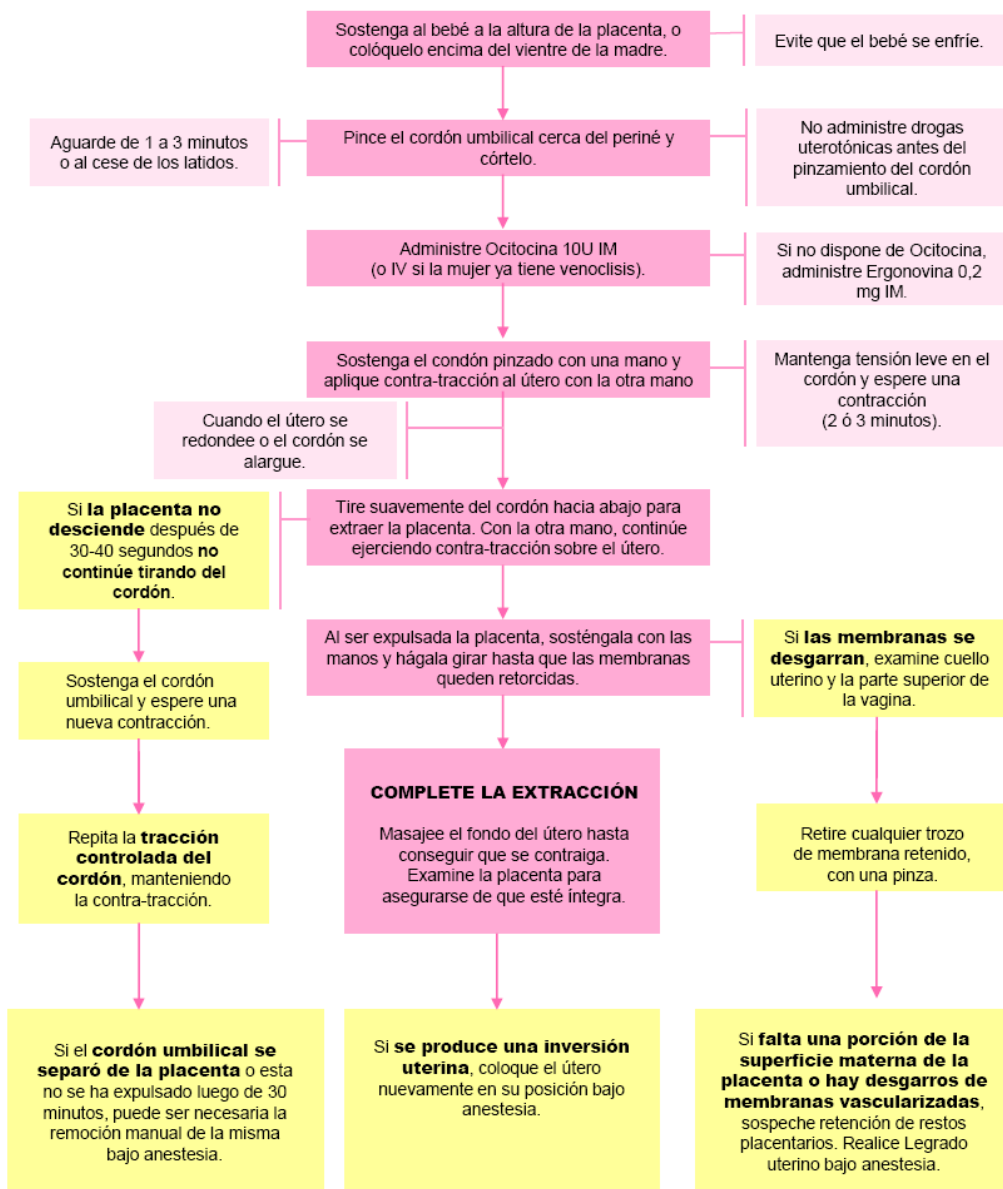 Sostenga al bebé a la altura de la placenta, o
colóquelo encima del vientre de la madre.
Evite que el bebé se enfríe.
Aguarde de 1 a 3 minutos
o al cese de los latidos.
Pince el cordón umbilical cerca del periné y
córtelo.
No administre drogas
uterotónicas antes del
pinzamiento del cordón
umbilical.
Administre Ocitocina 10U IM
(o IV si la mujer ya tiene venoclisis).
Si no dispone de Ocitocina,
administre Ergonovina 0,2
mg IM.
Sostenga el condón pinzado con una mano y
aplique contra-tracción al útero con la otra mano
Mantenga tensión leve en el
cordón y espere una
contracción
(2 ó 3 minutos).
Cuando el útero se
redondee o el cordón se
alargue.
Si la placenta no
desciende después de
30-40 segundos no
continúe tirando del
cordón.
Tire suavemente del cordón hacia abajo para
extraer la placenta. Con la otra mano, continúe
ejerciendo contra-tracción sobre el útero.
Al ser expulsada la placenta, sosténgala con las
manos y hágala girar hasta que las membranas
queden retorcidas.
Si las membranas se
desgarran, examine cuello
uterino y la parte superior de
la vagina.
Sostenga el cordón
umbilical y espere una
nueva contracción.
COMPLETE LA EXTRACCIÓN
Masajee el fondo del útero hasta
conseguir que se contraiga.
Examine la placenta para
asegurarse de que esté íntegra.
Repita la tracción
controlada del
cordón, manteniendo
la contra-tracción.
Retire cualquier trozo
de membrana retenido,
con una pinza.
Si el cordón umbilical se
separó de la placenta o esta
no se ha expulsado luego de 30
minutos, puede ser necesaria la
remoción manual de la misma
bajo anestesia.
Si se produce una inversión
uterina, coloque el útero
nuevamente en su posición bajo
anestesia.
Si falta una porción de la
superficie materna de la
placenta o hay desgarros de
membranas vascularizadas,
sospeche retención de restos
placentarios. Realice Legrado
uterino bajo anestesia.